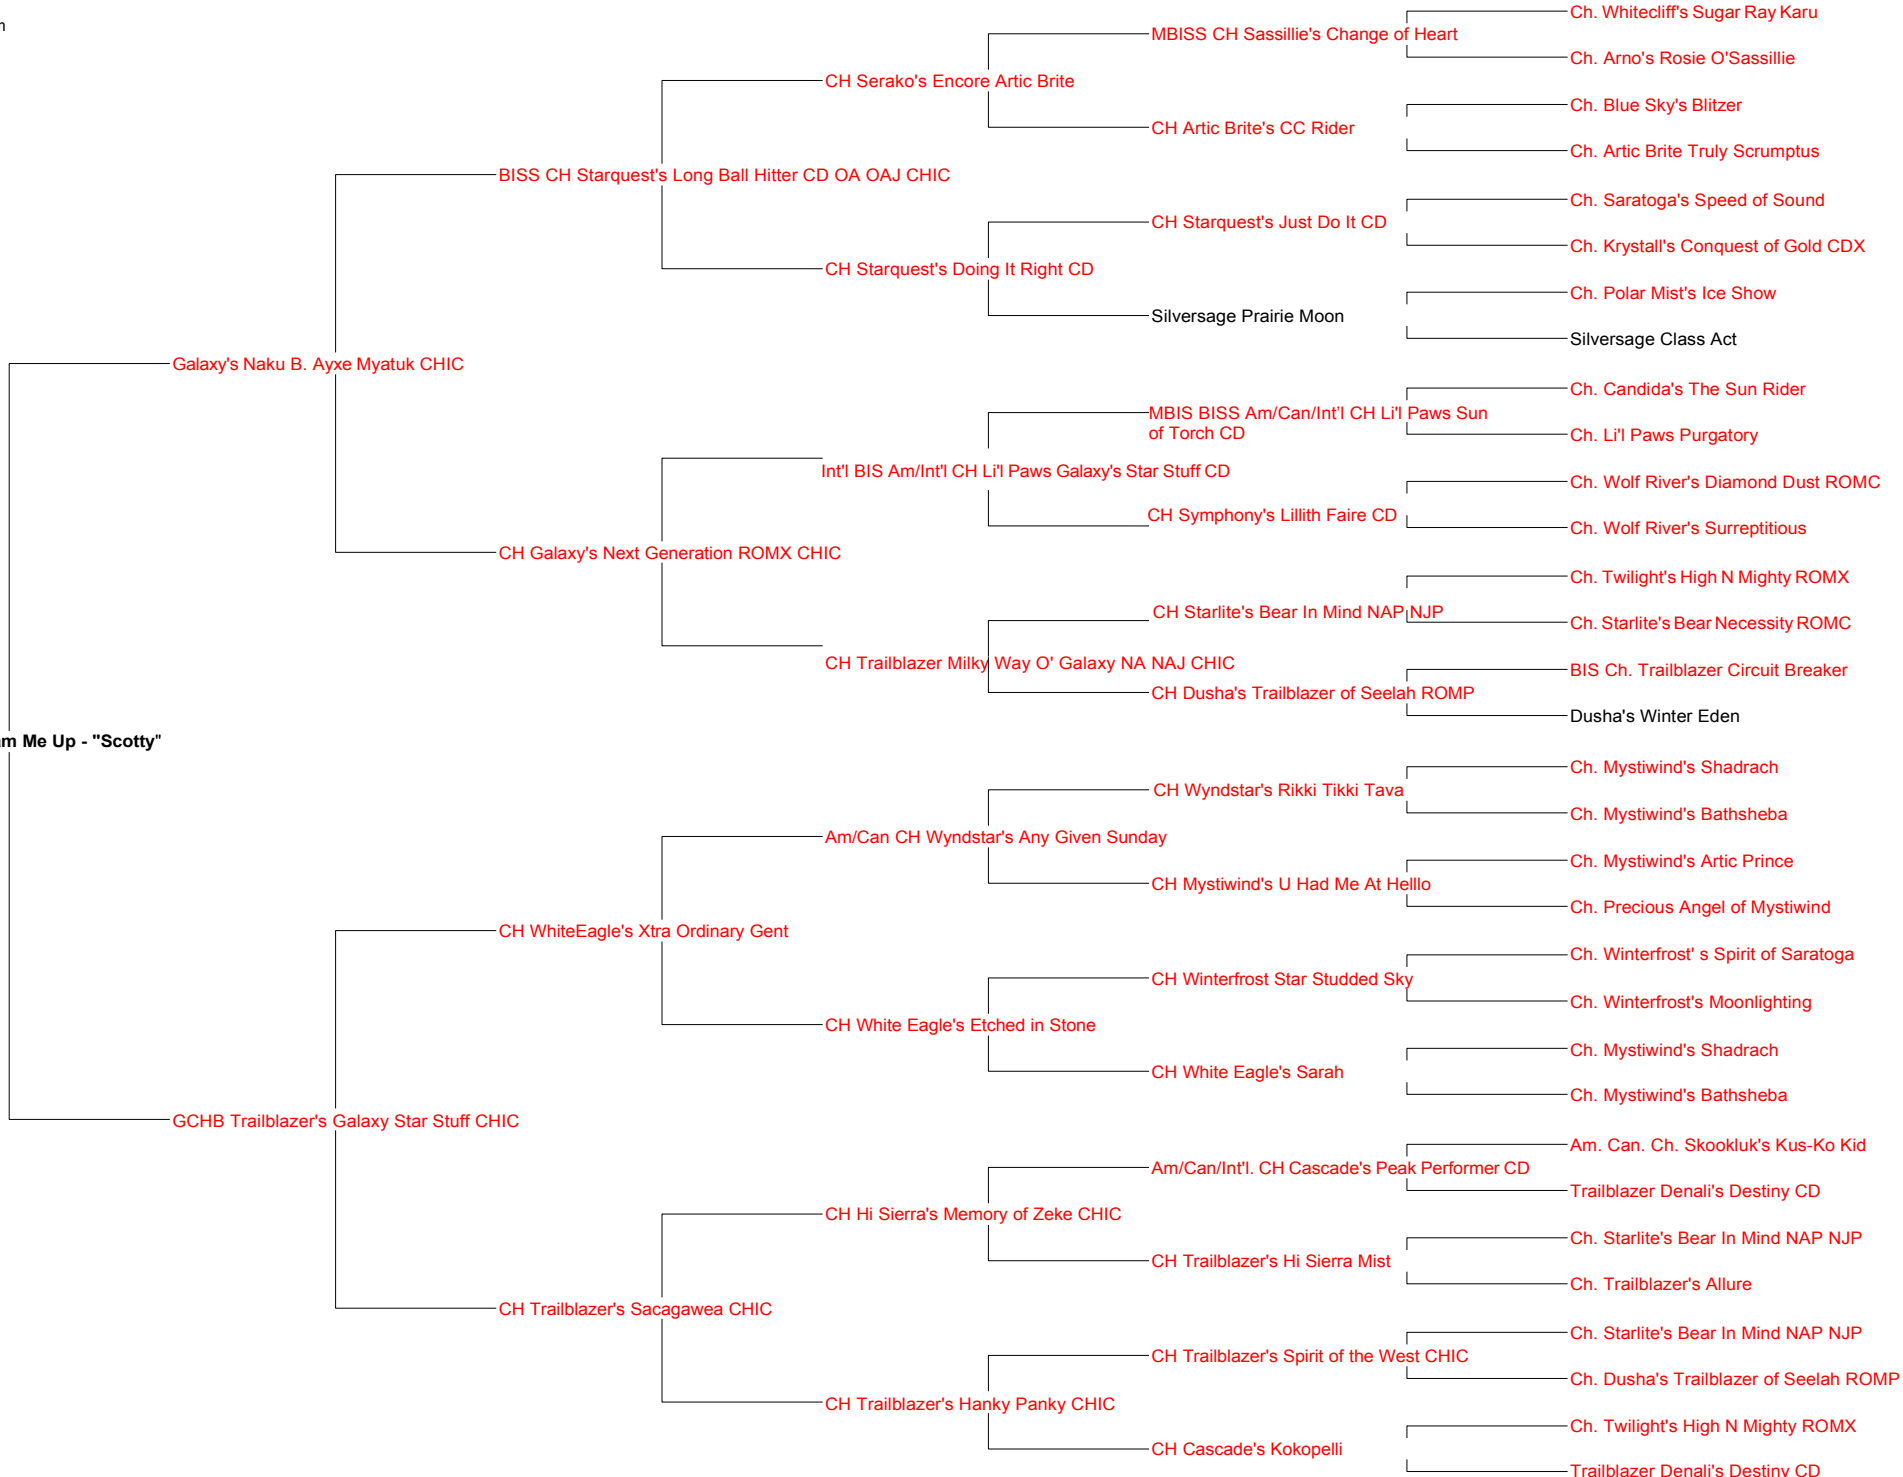 Ch. Whitecliff's Sugar Ray Karu
MBISS CH Sassillie's Change of Heart
Ch. Arno's Rosie O'Sassillie
CH Serako's Encore Artic Brite
Ch. Blue Sky's Blitzer
CH Artic Brite's CC Rider
Ch. Artic Brite Truly Scrumptus
BISS CH Starquest's Long Ball Hitter CD OA OAJ CHIC
Ch. Saratoga's Speed of Sound
CH Starquest's Just Do It CD
Ch. Krystall's Conquest of Gold CDX
CH Starquest's Doing It Right CD
Ch. Polar Mist's Ice Show
Silversage Prairie Moon
Silversage Class Act
Galaxy's Naku B. Ayxe Myatuk CHIC
Ch. Candida's The Sun Rider
MBIS BISS Am/Can/Int'l CH Li'l Paws Sun
of Torch CD
Ch. Li'l Paws Purgatory
Int'l BIS Am/Int'l CH Li'l Paws Galaxy's Star Stuff CD
Ch. Wolf River's Diamond Dust ROMC
CH Symphony's Lillith Faire CD
Ch. Wolf River's Surreptitious
CH Galaxy's Next Generation ROMX CHIC
Ch. Twilight's High N Mighty ROMX
CH Starlite's Bear In Mind NAP NJP
Ch. Starlite's Bear Necessity ROMC
CH Trailblazer Milky Way O' Galaxy NA NAJ CHIC
BIS Ch. Trailblazer Circuit Breaker
CH Dusha's Trailblazer of Seelah ROMP
Dusha's Winter Eden
Me Up - "Scotty"
Ch. Mystiwind's Shadrach
CH Wyndstar's Rikki Tikki Tava
Ch. Mystiwind's Bathsheba
Am/Can CH Wyndstar's Any Given Sunday
Ch. Mystiwind's Artic Prince
CH Mystiwind's U Had Me At Helllo
Ch. Precious Angel of Mystiwind
CH WhiteEagle's Xtra Ordinary Gent
Ch. Winterfrost' s Spirit of Saratoga
CH Winterfrost Star Studded Sky
Ch. Winterfrost's Moonlighting
CH White Eagle's Etched in Stone
Ch. Mystiwind's Shadrach
CH White Eagle's Sarah
Ch. Mystiwind's Bathsheba
GCHB Trailblazer's Galaxy Star Stuff CHIC
Am. Can. Ch. Skookluk's Kus-Ko Kid
Am/Can/Int'l. CH Cascade's Peak Performer CD
Trailblazer Denali's Destiny CD
CH Hi Sierra's Memory of Zeke CHIC
Ch. Starlite's Bear In Mind NAP NJP
CH Trailblazer's Hi Sierra Mist
Ch. Trailblazer's Allure
CH Trailblazer's Sacagawea CHIC
Ch. Starlite's Bear In Mind NAP NJP
CH Trailblazer's Spirit of the West CHIC
Ch. Dusha's Trailblazer of Seelah ROMP
CH Trailblazer's Hanky Panky CHIC
Ch. Twilight's High N Mighty ROMX
CH Cascade's Kokopelli
Trailblazer Denali's Destiny CD